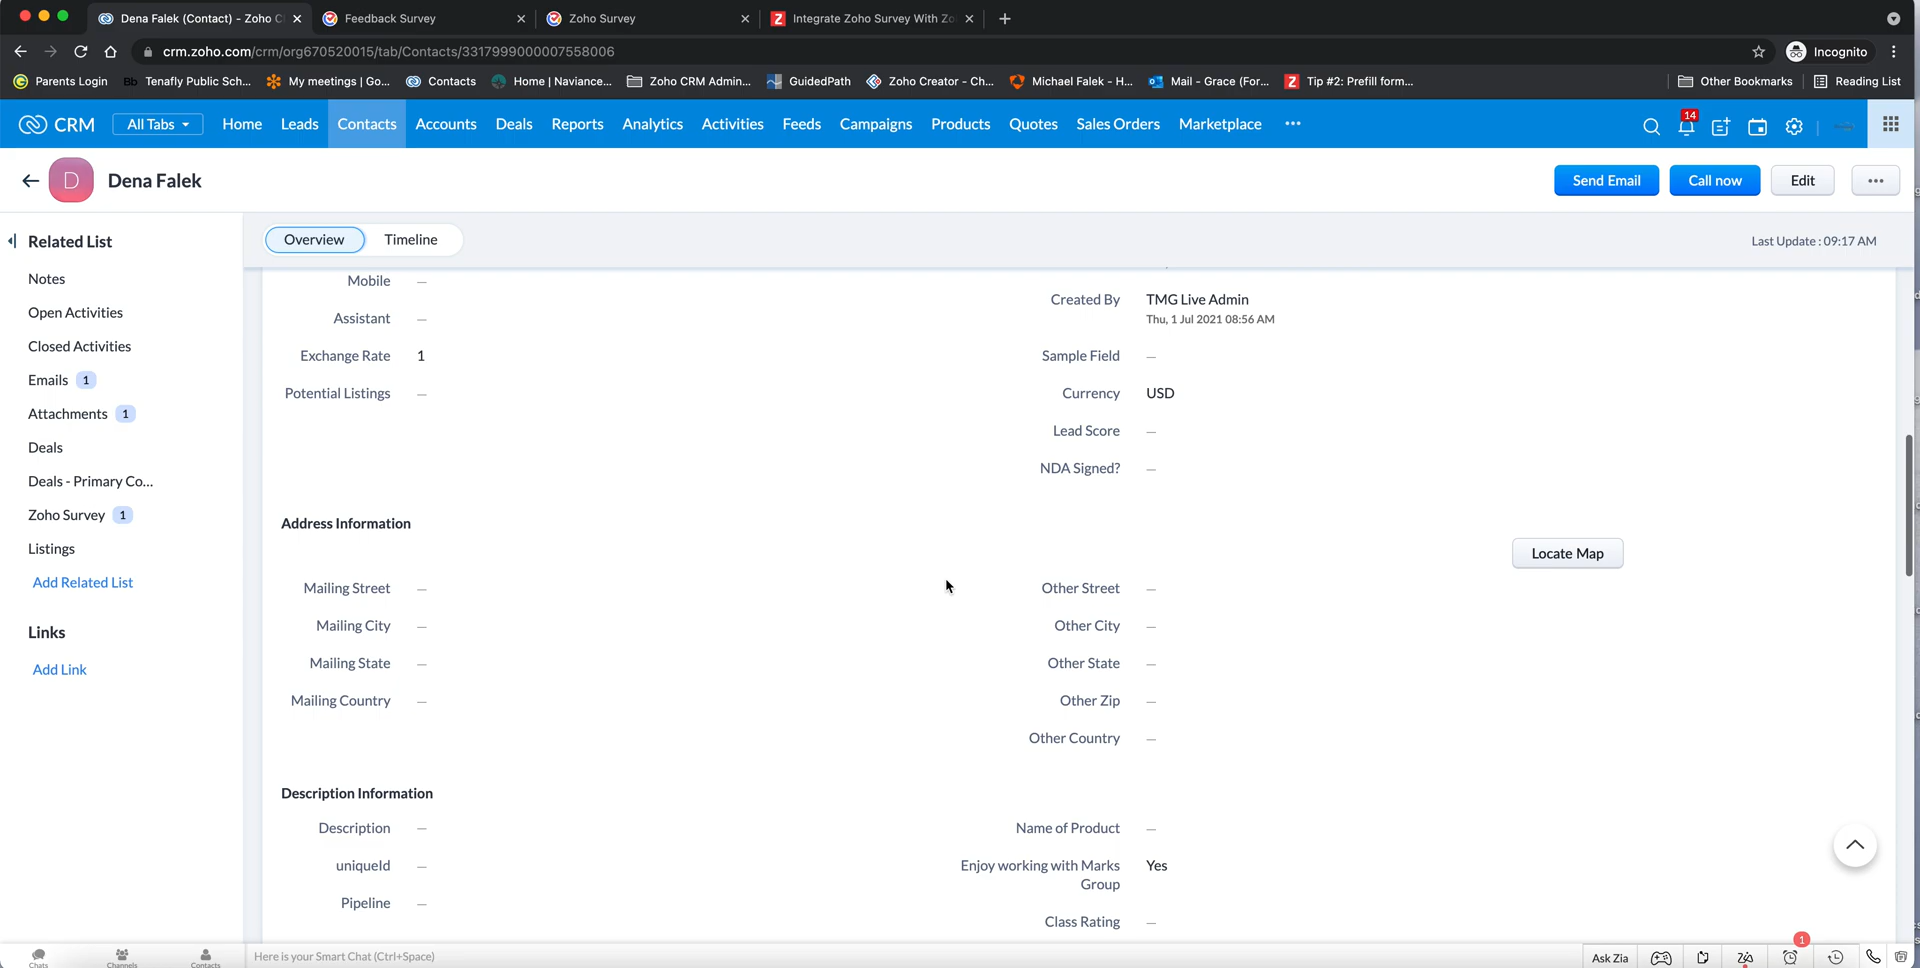 Dena Falek (Contact) - Zoho C
Feedback Survey
Zoho Survey
Integrate Zoho Survey With Zo
crm.zoho.com/crm/org670520015/tab/Contacts/3317999000007558006
Incognito
Parents Login
Bb Tenafly Public Sch...
My meetings | Go...
Contacts
Home | Naviance...
Zoho CRM Admin...
GuidedPath
Zoho Creator - Ch...
Michael Falek - H...
Mail - Grace (For...
Tip #2: Prefill form...
Other Bookmarks
Reading List
CRM
All Tabs
Home
Leads
Contacts
Accounts
Deals
Reports
Analytics
Activities
Feeds
Campaigns
Products
Quotes
Sales Orders
Marketplace
14
D
Dena Falek
Send Email
Call now
Edit
Related List
Overview
Timeline
Last Update : 09:17 AM
Notes
Open Activities
Closed Activities
Emails 1
Attachments 1
Deals
Deals - Primary Co...
Zoho Survey 1
Listings
Add Related List
Links
Add Link
Mobile —
Created By TMG Live Admin
Thu, 1 Jul 2021 08:56 AM
Assistant —
Exchange Rate 1
Sample Field —
Potential Listings —
Currency USD
Lead Score —
NDA Signed? —
Address Information
Locate Map
Mailing Street —
Other Street —
Mailing City —
Other City —
Mailing State —
Other State —
Mailing Country —
Other Zip —
Other Country —
Description Information
Description —
Name of Product —
uniqueId —
Enjoy working with Marks Yes
Group
Pipeline —
Class Rating —
Chats
Channels
Contacts
Here is your Smart Chat (Ctrl+Space)
Ask Zia
1